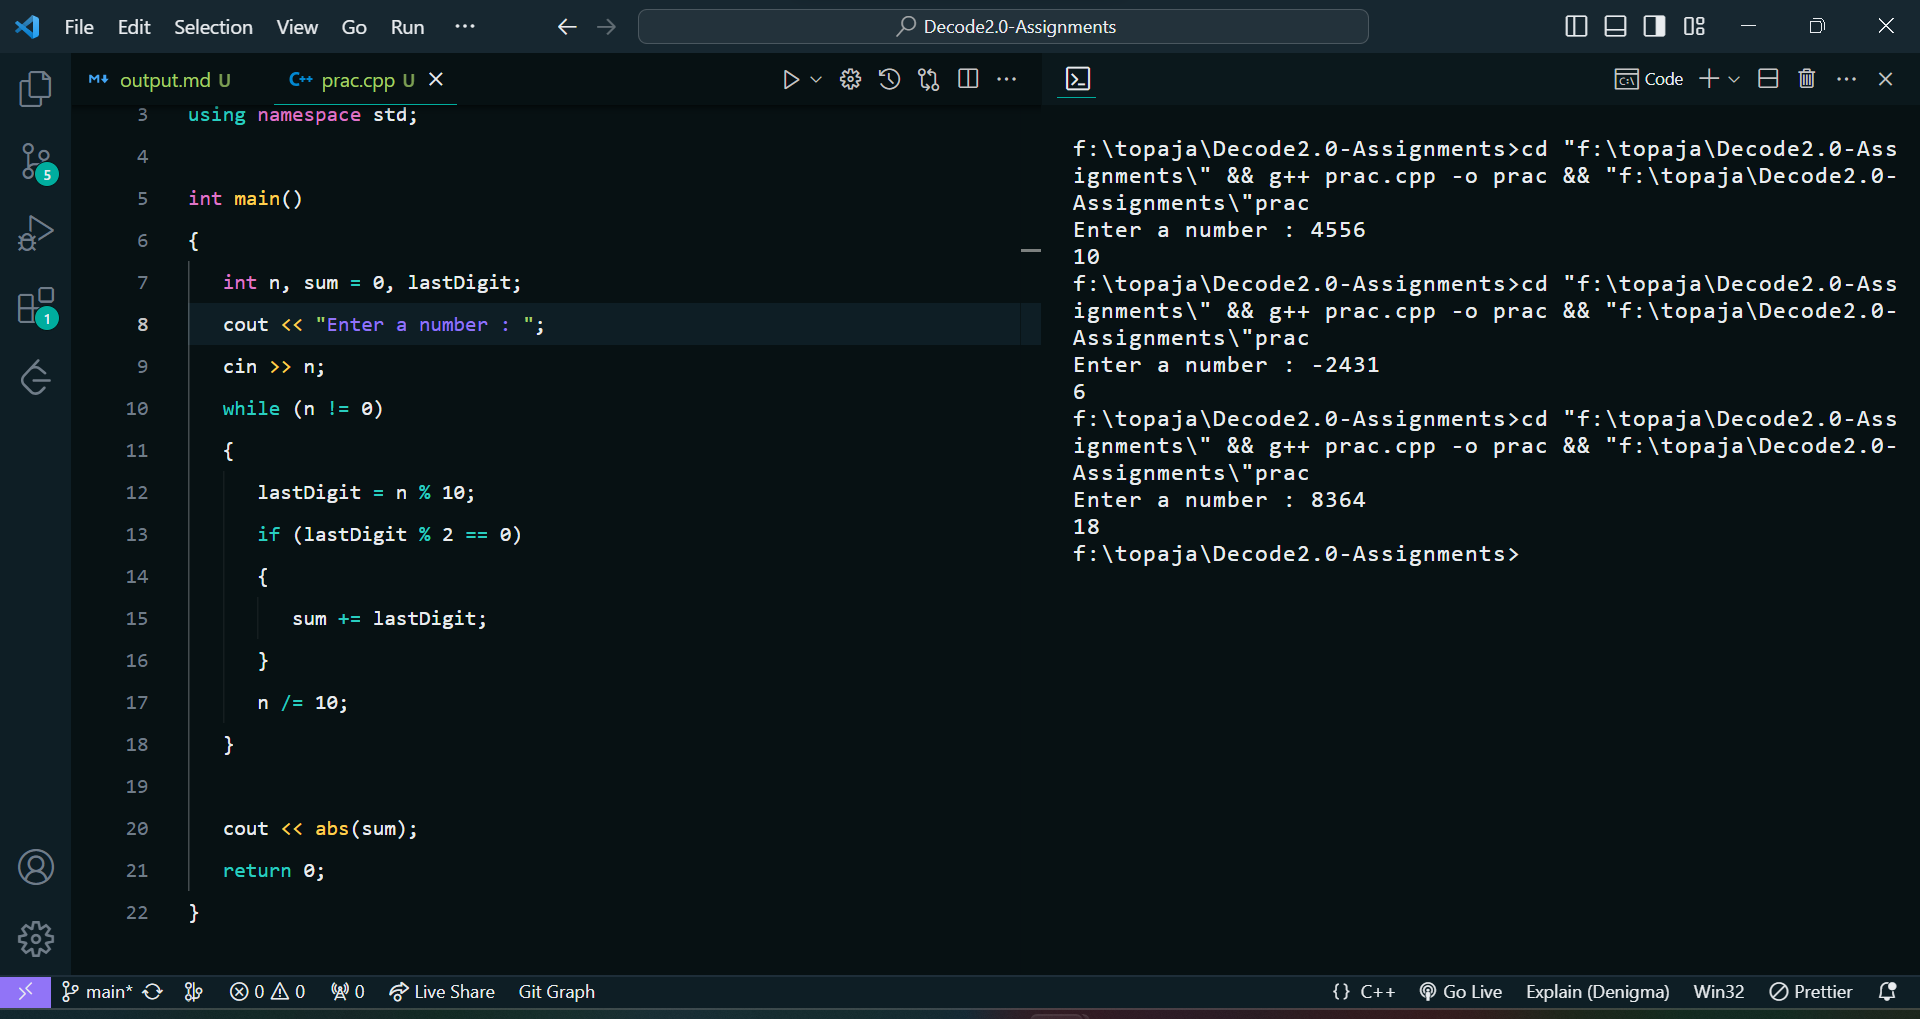 File Edit Selection View Go Run ··· Decode2.0-Assignments
output.md U C++ prac.cpp U Code
3 using namespace std;
4
5 int main()
6 {
7 int n, sum = 0, lastDigit;
8 cout << "Enter a number : ";
9 cin >> n;
10 while (n != 0)
11 {
12 lastDigit = n % 10;
13 if (lastDigit % 2 == 0)
14 {
15 sum += lastDigit;
16 }
17 n /= 10;
18 }
19
20 cout << abs(sum);
21 return 0;
22 }
5
1
f:\topaja\Decode2.0-Assignments>cd "f:\topaja\Decode2.0-Ass
ignments\" && g++ prac.cpp -o prac && "f:\topaja\Decode2.0-
Assignments\"prac
Enter a number : 4556
10
f:\topaja\Decode2.0-Assignments>cd "f:\topaja\Decode2.0-Ass
ignments\" && g++ prac.cpp -o prac && "f:\topaja\Decode2.0-
Assignments\"prac
Enter a number : -2431
6
f:\topaja\Decode2.0-Assignments>cd "f:\topaja\Decode2.0-Ass
ignments\" && g++ prac.cpp -o prac && "f:\topaja\Decode2.0-
Assignments\"prac
Enter a number : 8364
18
f:\topaja\Decode2.0-Assignments>
main* 0 0 0 Live Share Git Graph {} C++ Go Live Explain (Denigma) Win32 Prettier